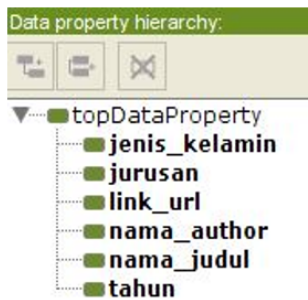 Data property hierarchy:
topDataProperty
jenis_kelamin
jurusan
link_url
nama_author
nama_judul
tahun